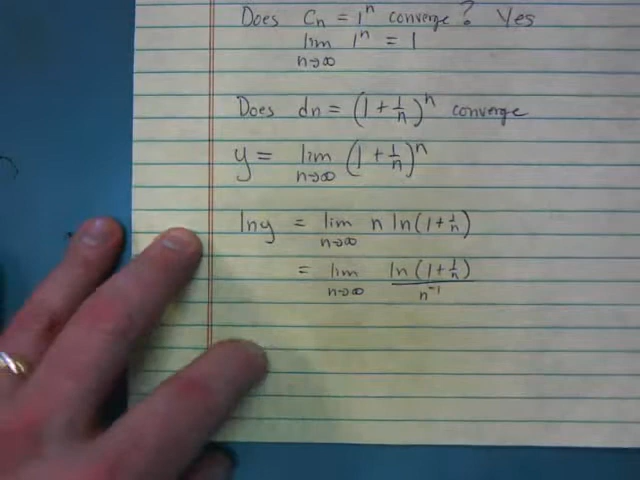 Does Cn = 1^n converge? Yes
lim n→∞ 1^n = 1
Does dn = (1 + 1/n)^n converge
y = lim n→∞ (1 + 1/n)^n
ln y = lim n→∞ n ln(1 + 1/n)
= lim n→∞ ln(1 + 1/n) / n^-1